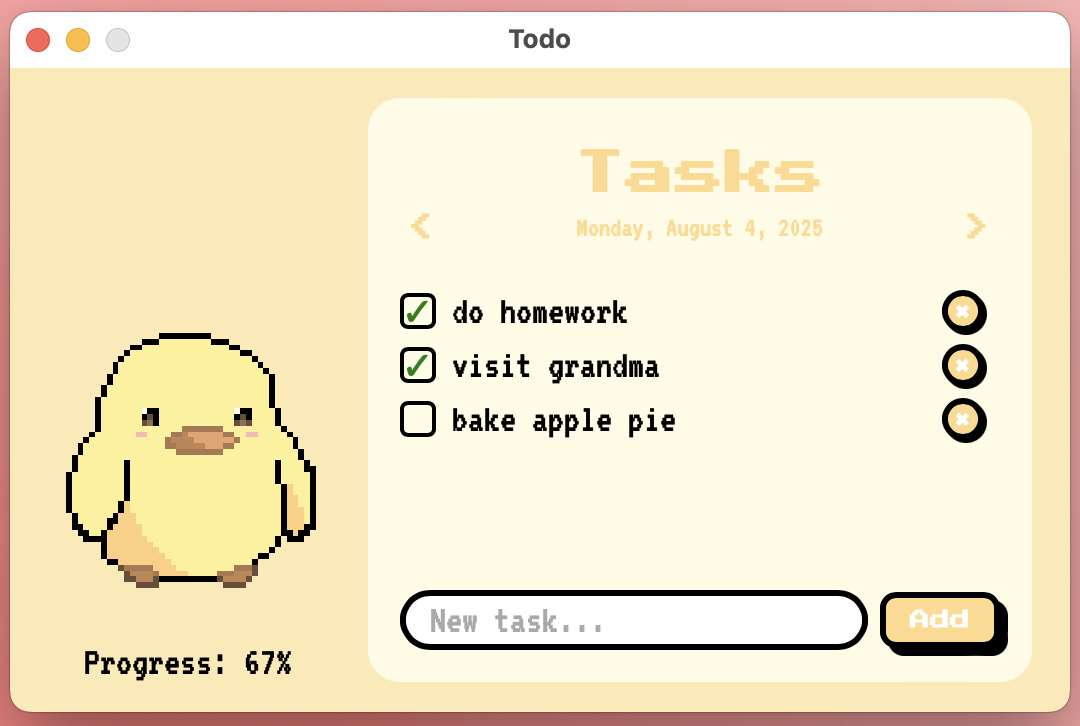 Todo
Tasks
Monday, August 4, 2025
do homework
visit grandma
bake apple pie
New task...
Add
Progress: 67%